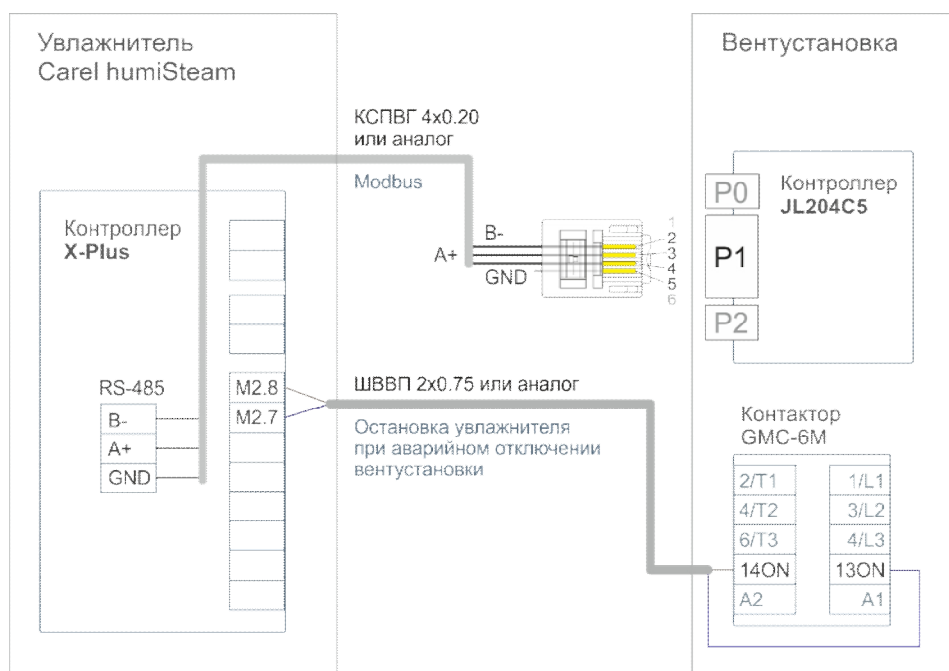 Увлажнитель
Carel humiSteam
Вентустановка
КСПВГ 4x0.20
или аналог
Modbus
Контроллер
X-Plus
P0
P1
P2
Контроллер
JL204C5
B-
A+
GND
1
2
3
4
5
6
RS-485
B-
A+
GND
M2.8
M2.7
ШВВП 2x0.75 или аналог
Остановка увлажнителя
при аварийном отключении
вентустановки
Контактор
GMC-6M
2/T1
1/L1
4/T2
3/L2
6/T3
4/L3
14ON
13ON
A2
A1